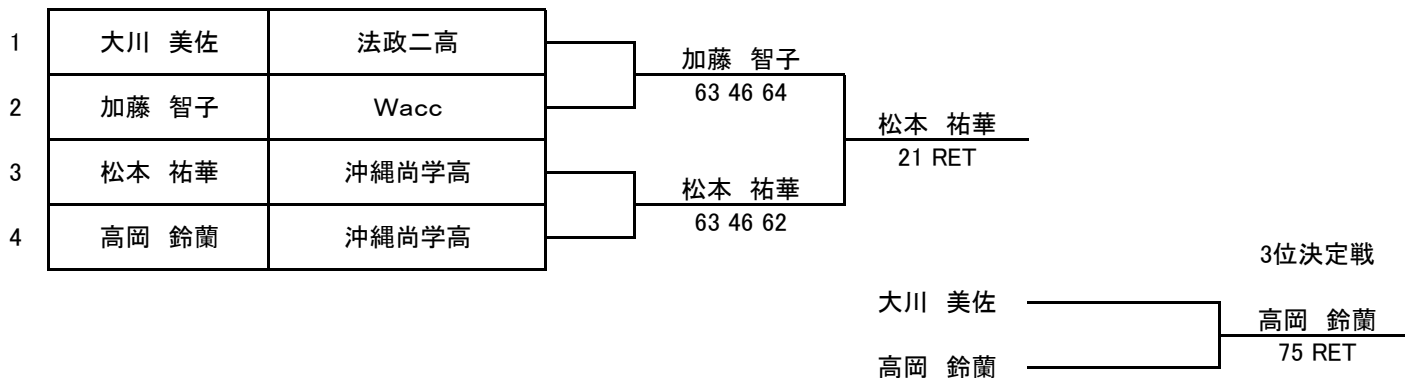 1 大川 美佐 法政二高
加藤 智子
63 46 64
2 加藤 智子 Wacc
松本 祐華
21 RET
3 松本 祐華 沖縄尚学高
松本 祐華
63 46 62
4 高岡 鈴蘭 沖縄尚学高
3位決定戦
大川 美佐
高岡 鈴蘭
75 RET
高岡 鈴蘭